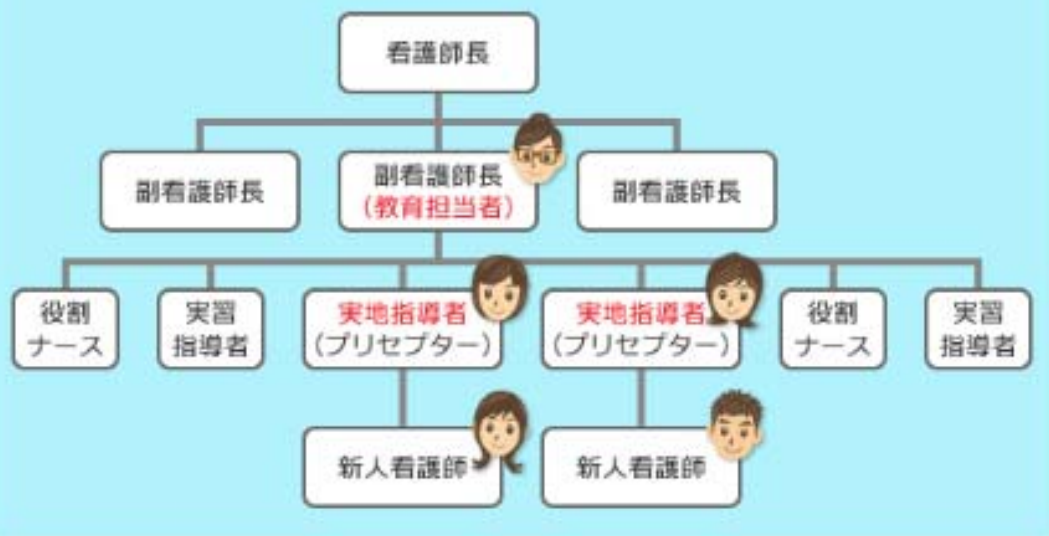 看護師長
副看護師長
副看護師長
(教育担当者)
副看護師長
役割
ナース
実習
指導者
実地指導者
(プリセプター)
実地指導者
(プリセプター)
役割
ナース
実習
指導者
新人看護師
新人看護師